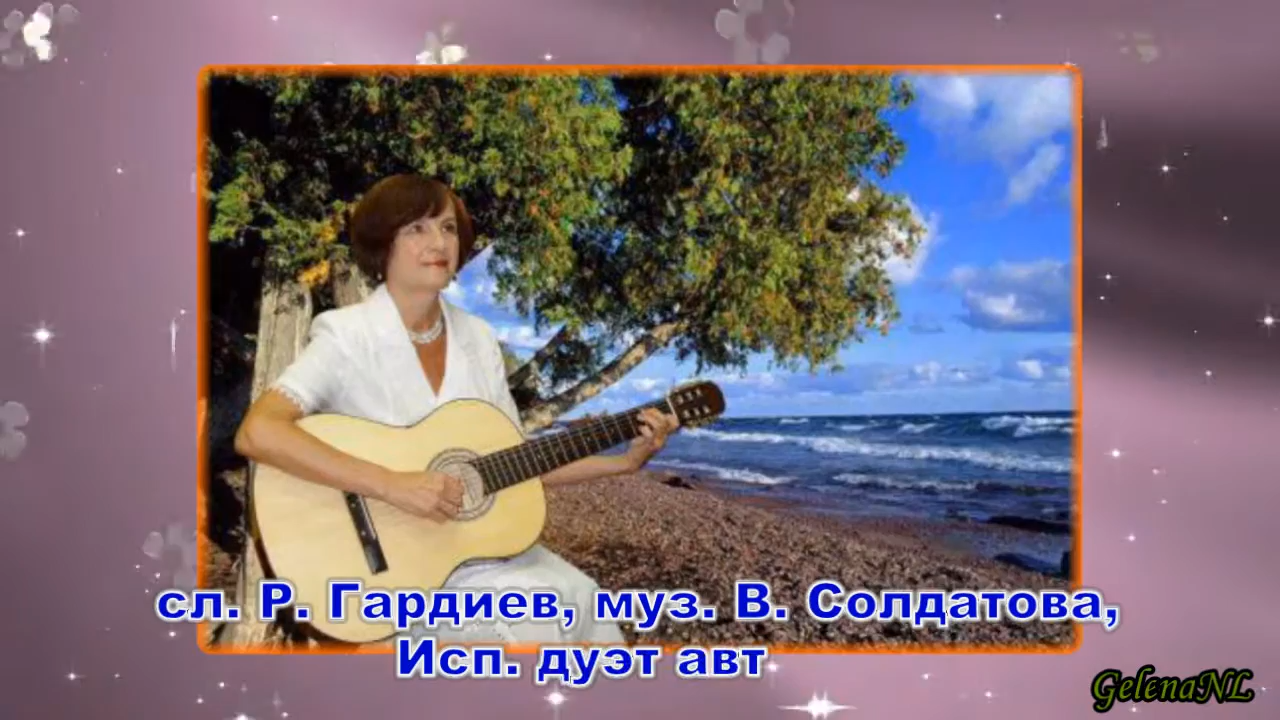 сл. Р. Гардиев, муз. В. Солдатова,
Исп. дуэт авт
GelenaNL